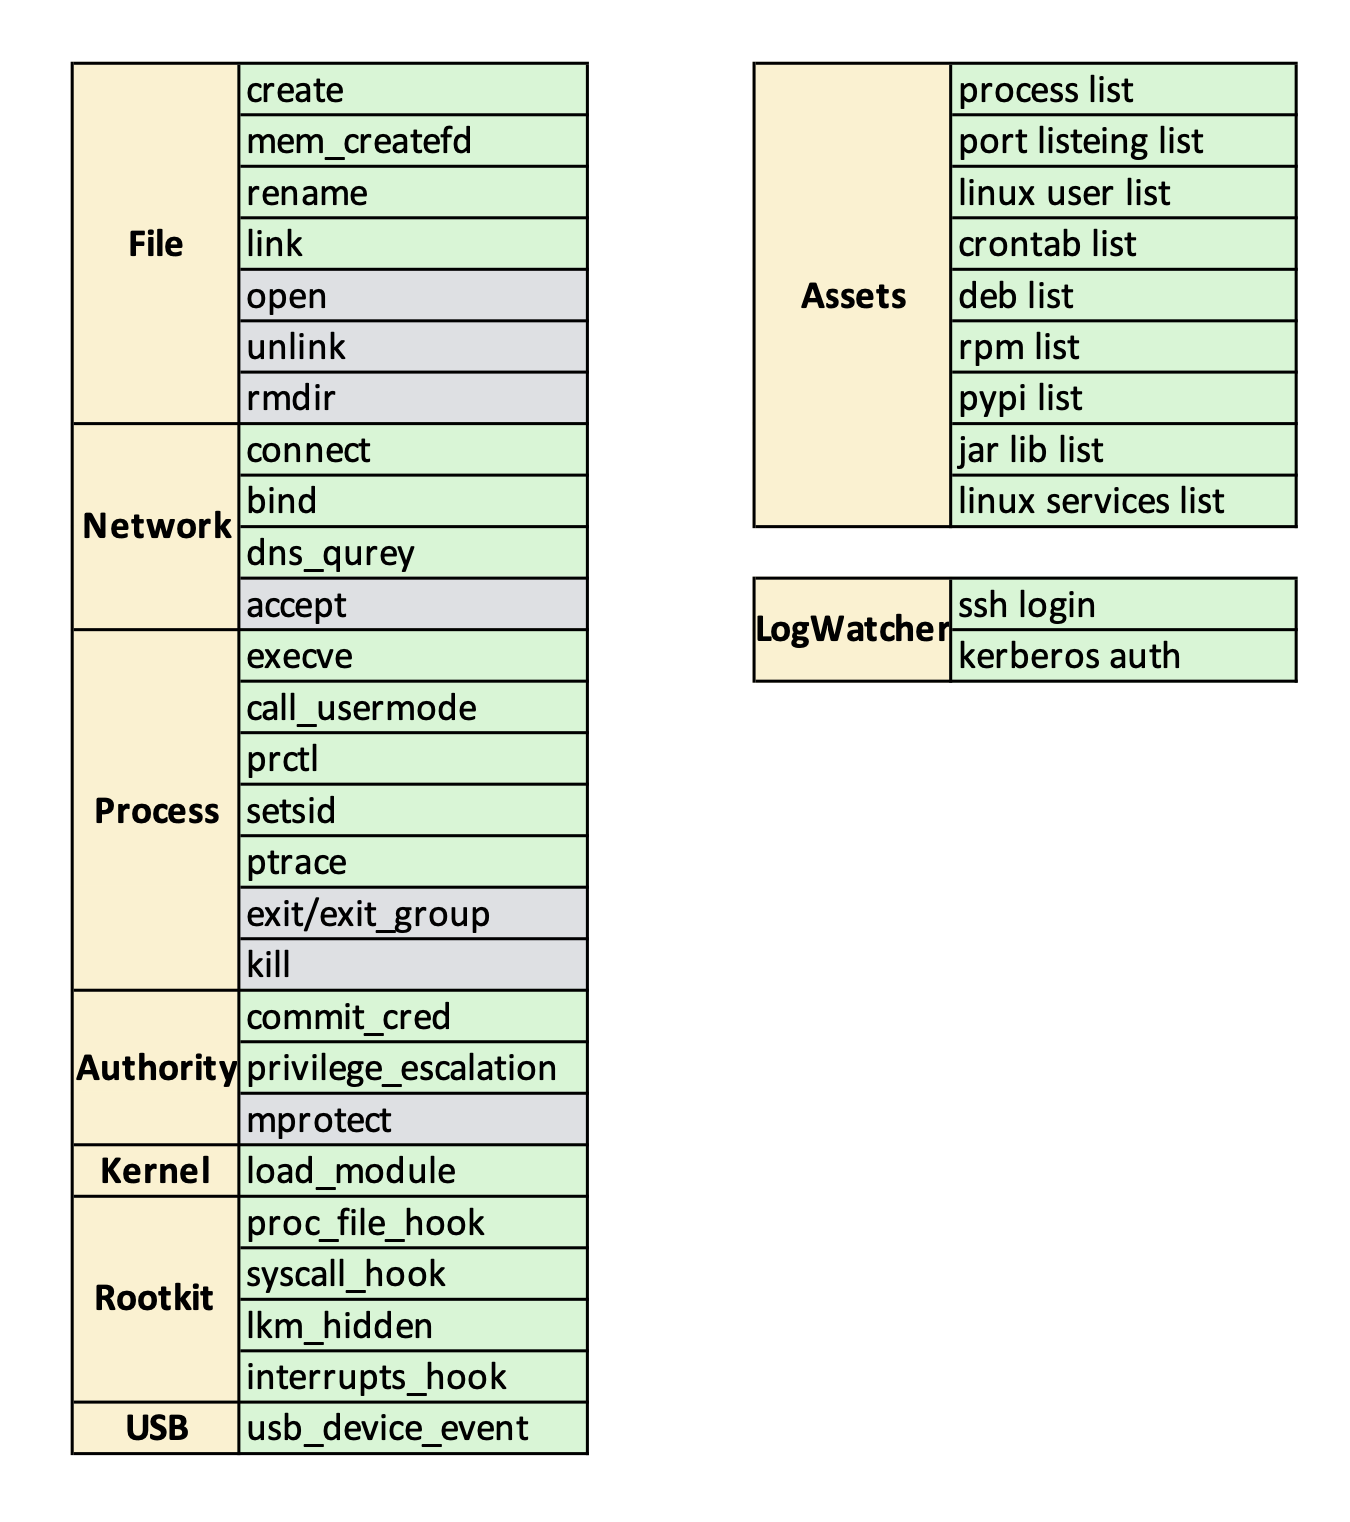 File
create
mem_createfd
rename
link
open
unlink
rmdir
Network
connect
bind
dns_qurey
accept
Process
execve
call_usermode
prctl
setsid
ptrace
exit/exit_group
kill
Authority
commit_cred
privilege_escalation
mprotect
Kernel
load_module
Rootkit
proc_file_hook
syscall_hook
lkm_hidden
interrupts_hook
USB
usb_device_event
Assets
process list
port listeing list
linux user list
crontab list
deb list
rpm list
pypi list
jar lib list
linux services list
LogWatcher
ssh login
kerberos auth